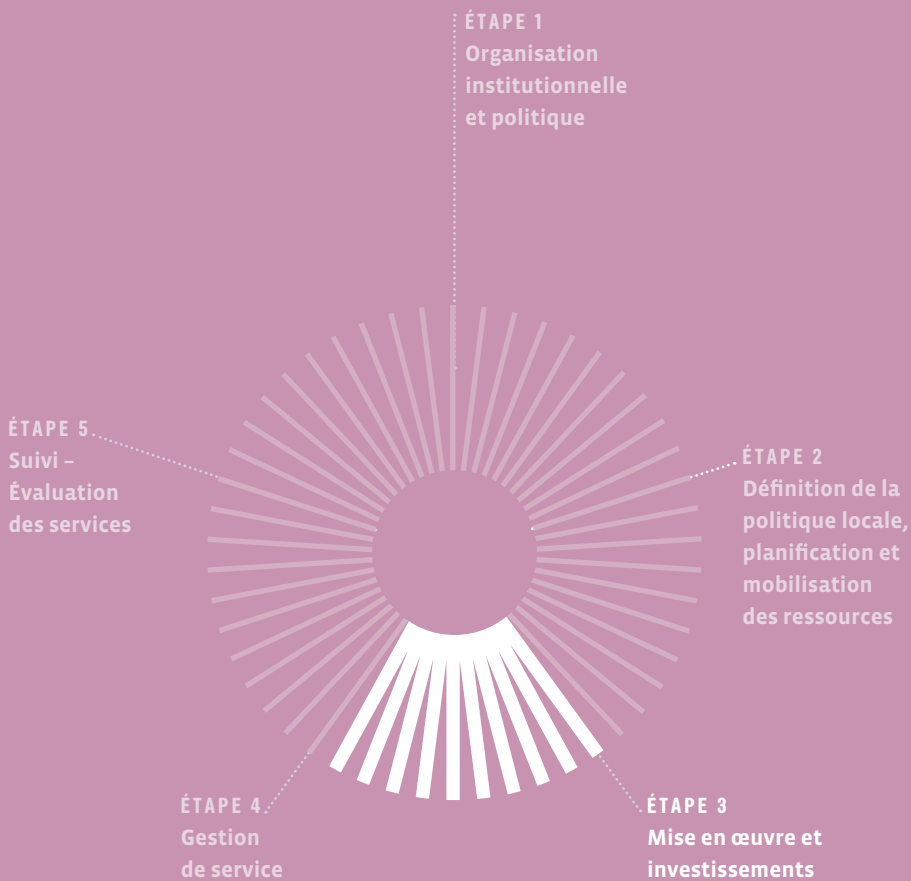 ÉTAPE 1
Organisation
institutionnelle
et politique
ÉTAPE 2
Définition de la
politique locale,
planification et
mobilisation
des ressources
ÉTAPE 3
Mise en œuvre et
investissements
ÉTAPE 4
Gestion
de service
ÉTAPE 5
Suivi –
Évaluation
des services